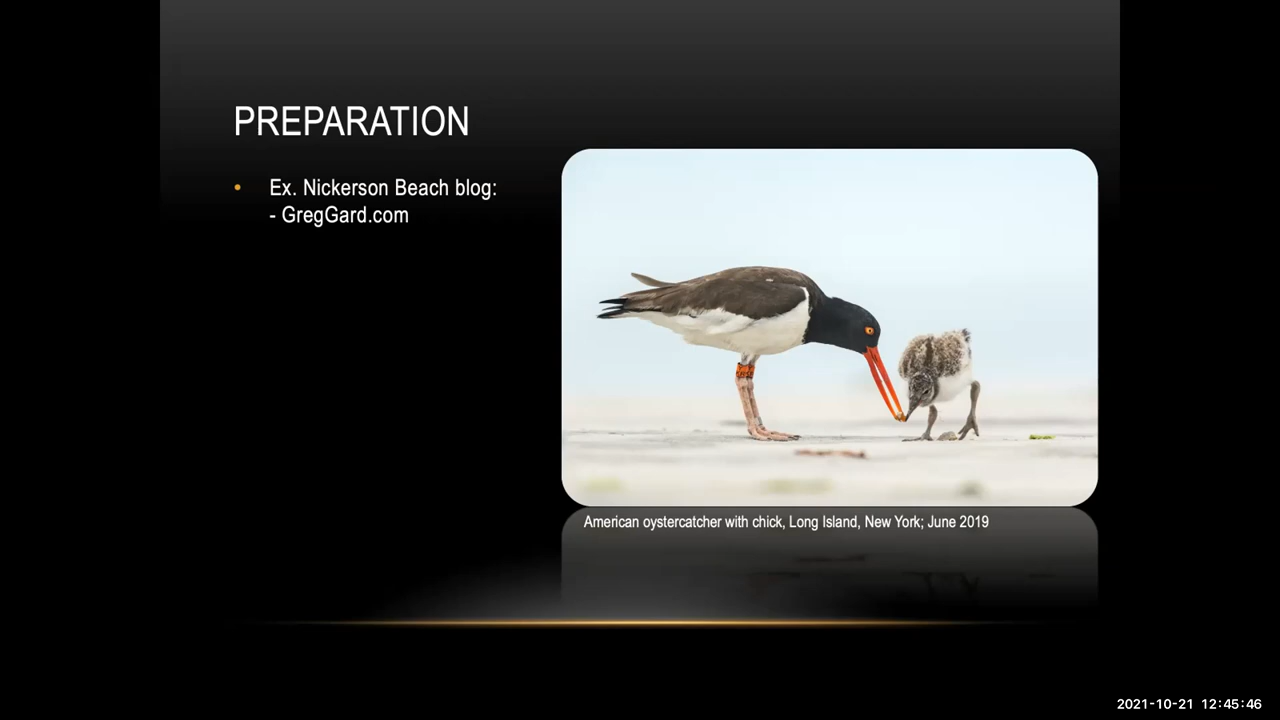 PREPARATION
• Ex. Nickerson Beach blog:
- GregGard.com
American oystercatcher with chick, Long Island, New York; June 2019
2021-10-21 12:45:46